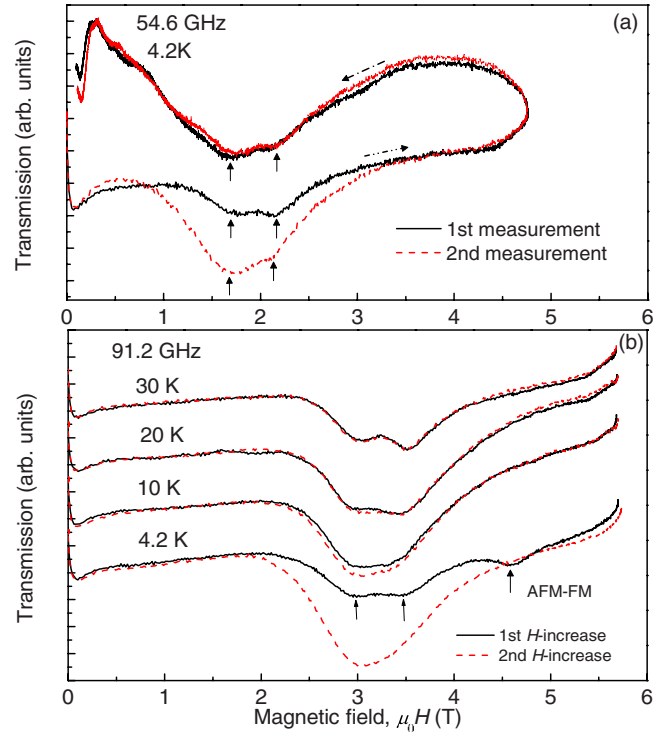 54.6 GHz
(a)
4.2K
Transmission (arb. units)
1st measurement
2nd measurement
0 1 2 3 4 5 6
91.2 GHz
(b)
30 K
20 K
10 K
4.2 K
Transmission (arb. units)
AFM-FM
1st H-increase
2nd H-increase
0 1 2 3 4 5 6
Magnetic field, μ₀H (T)